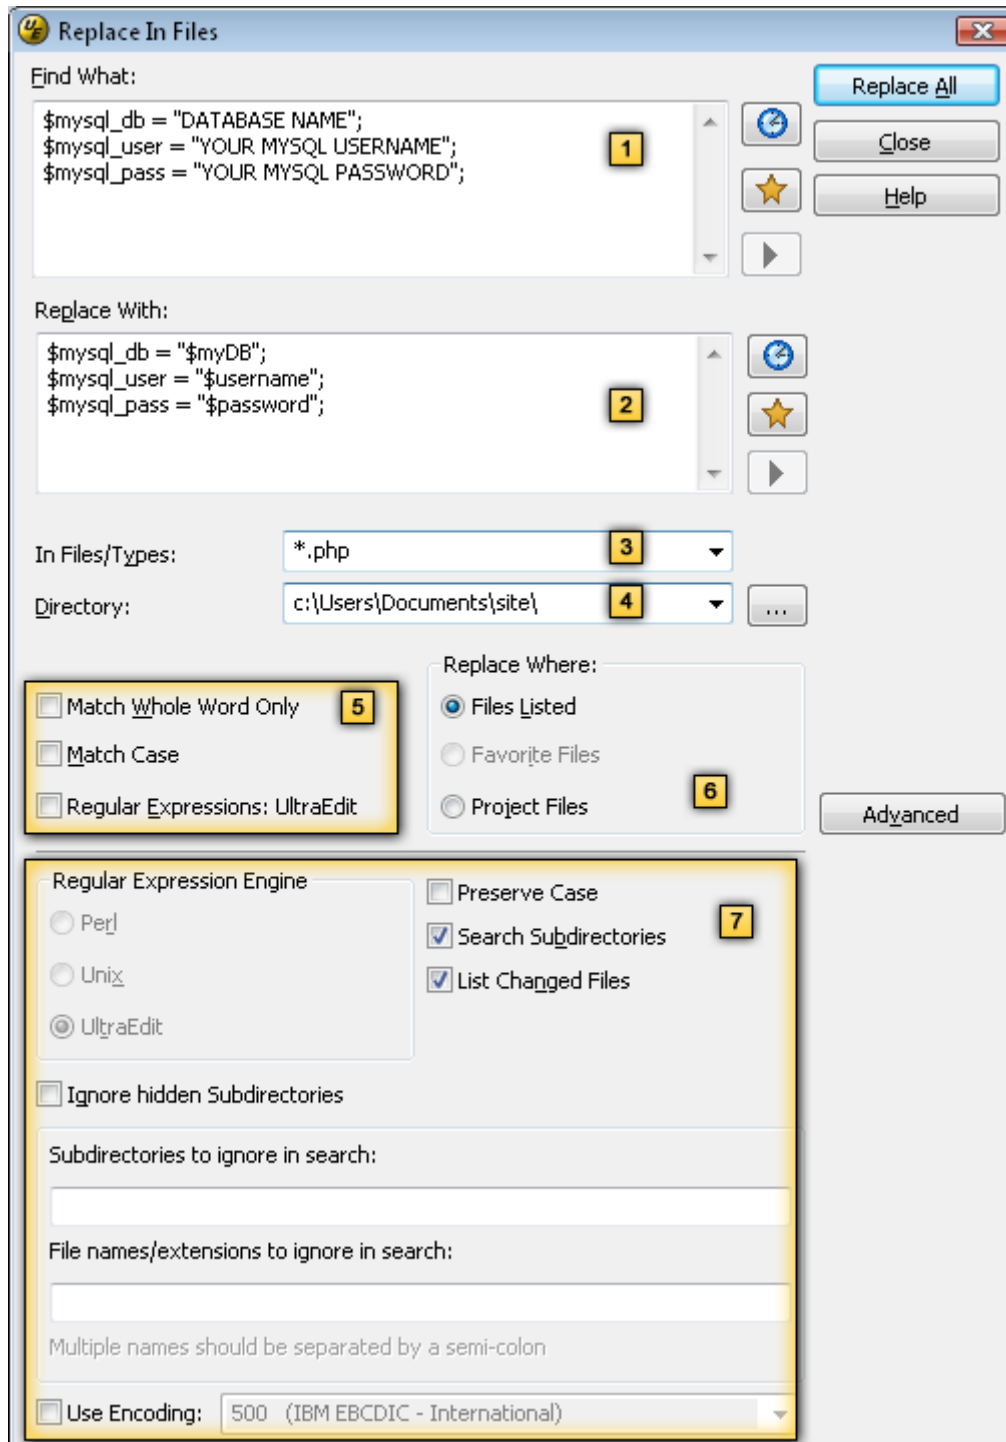 Replace In Files
Find What:
Replace All
$mysql_db = "DATABASE NAME";
$mysql_user = "YOUR MYSQL USERNAME";
$mysql_pass = "YOUR MYSQL PASSWORD";
1
Close
Help
Replace With:
$mysql_db = "$myDB";
$mysql_user = "$username";
$mysql_pass = "$password";
2
In Files/Types:
*.php
3
Directory:
c:\Users\Documents\site\
4
...
Match Whole Word Only
5
Match Case
Regular Expressions: UltraEdit
Replace Where:
Files Listed
Favorite Files
Project Files
6
Advanced
Regular Expression Engine
Perl
Unix
UltraEdit
Preserve Case
Search Subdirectories
List Changed Files
7
Ignore hidden Subdirectories
Subdirectories to ignore in search:
File names/extensions to ignore in search:
Multiple names should be separated by a semi-colon
Use Encoding:
500 (IBM EBCDIC - International)